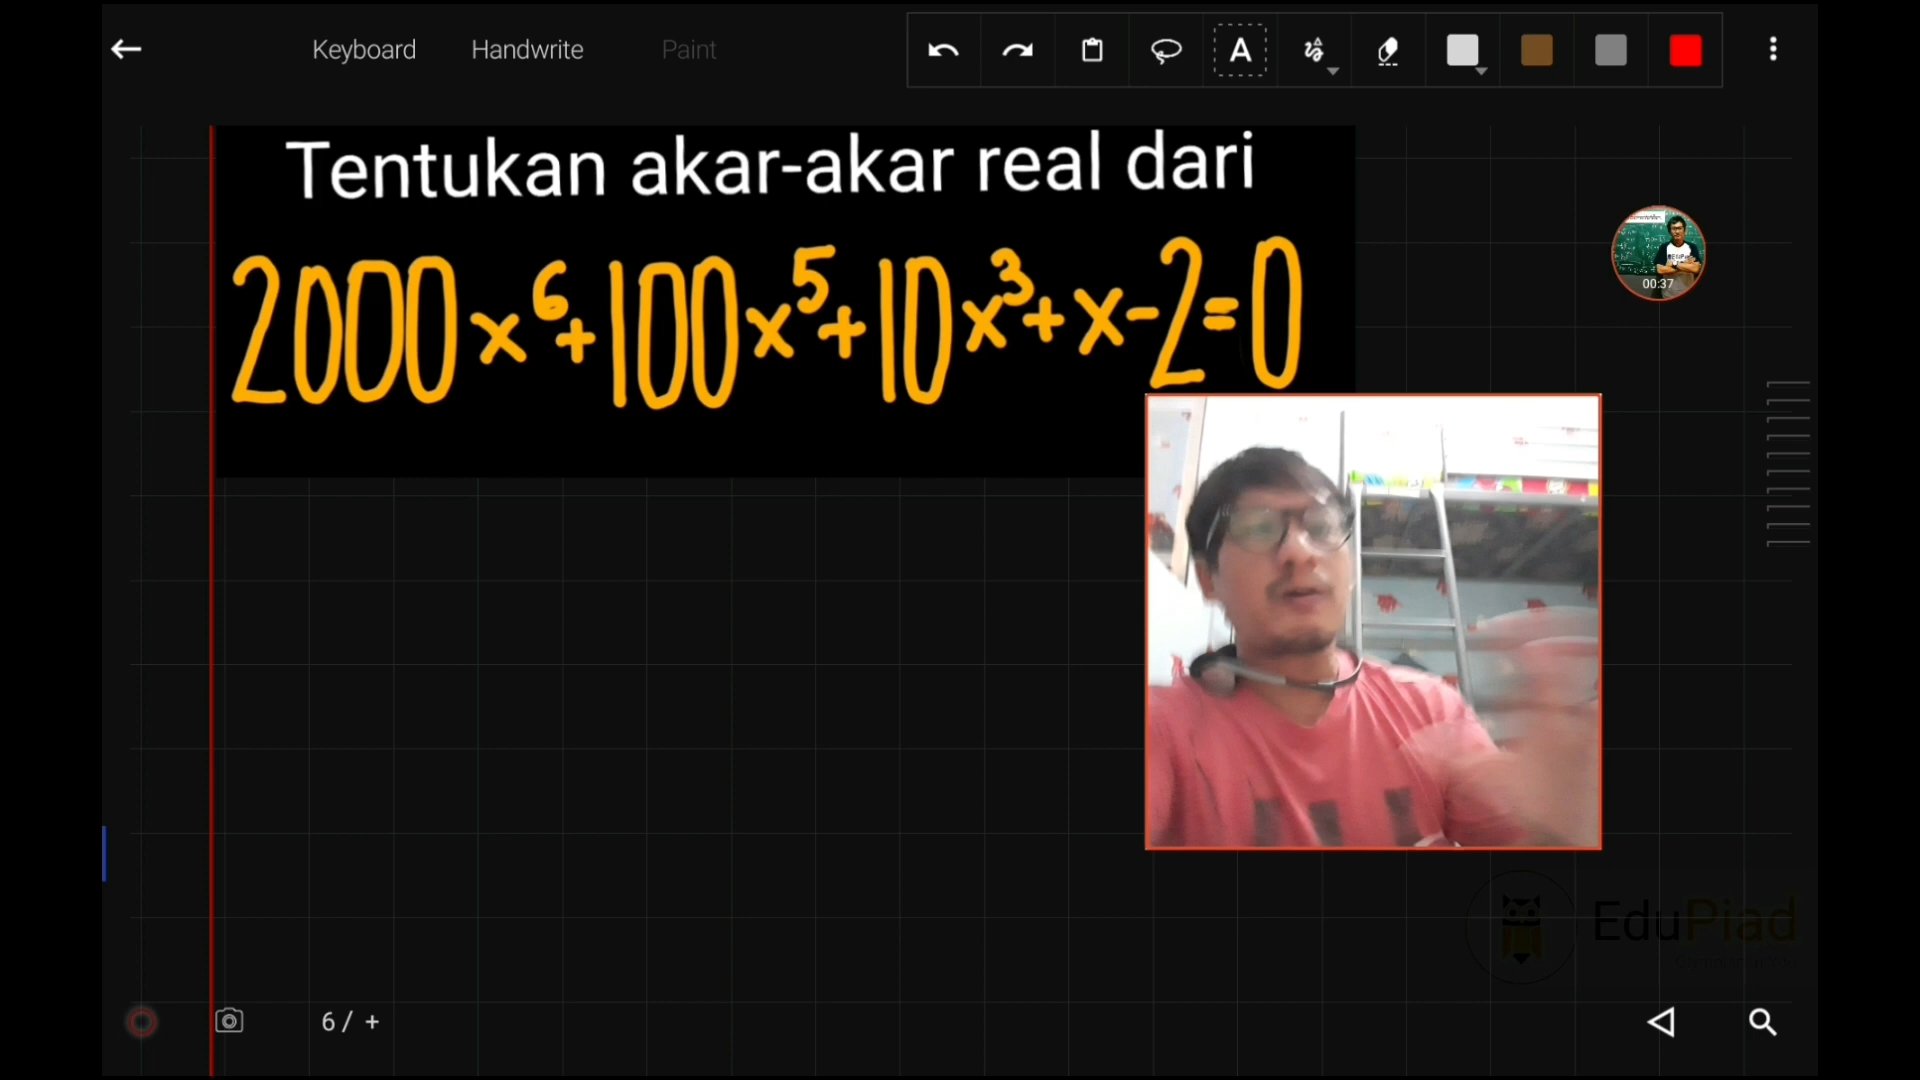 Keyboard Handwrite Paint A
Tentukan akar-akar real dari
2000x⁶+100x⁵+10x³+x-2=0
00:37
EduPiad
6 / +